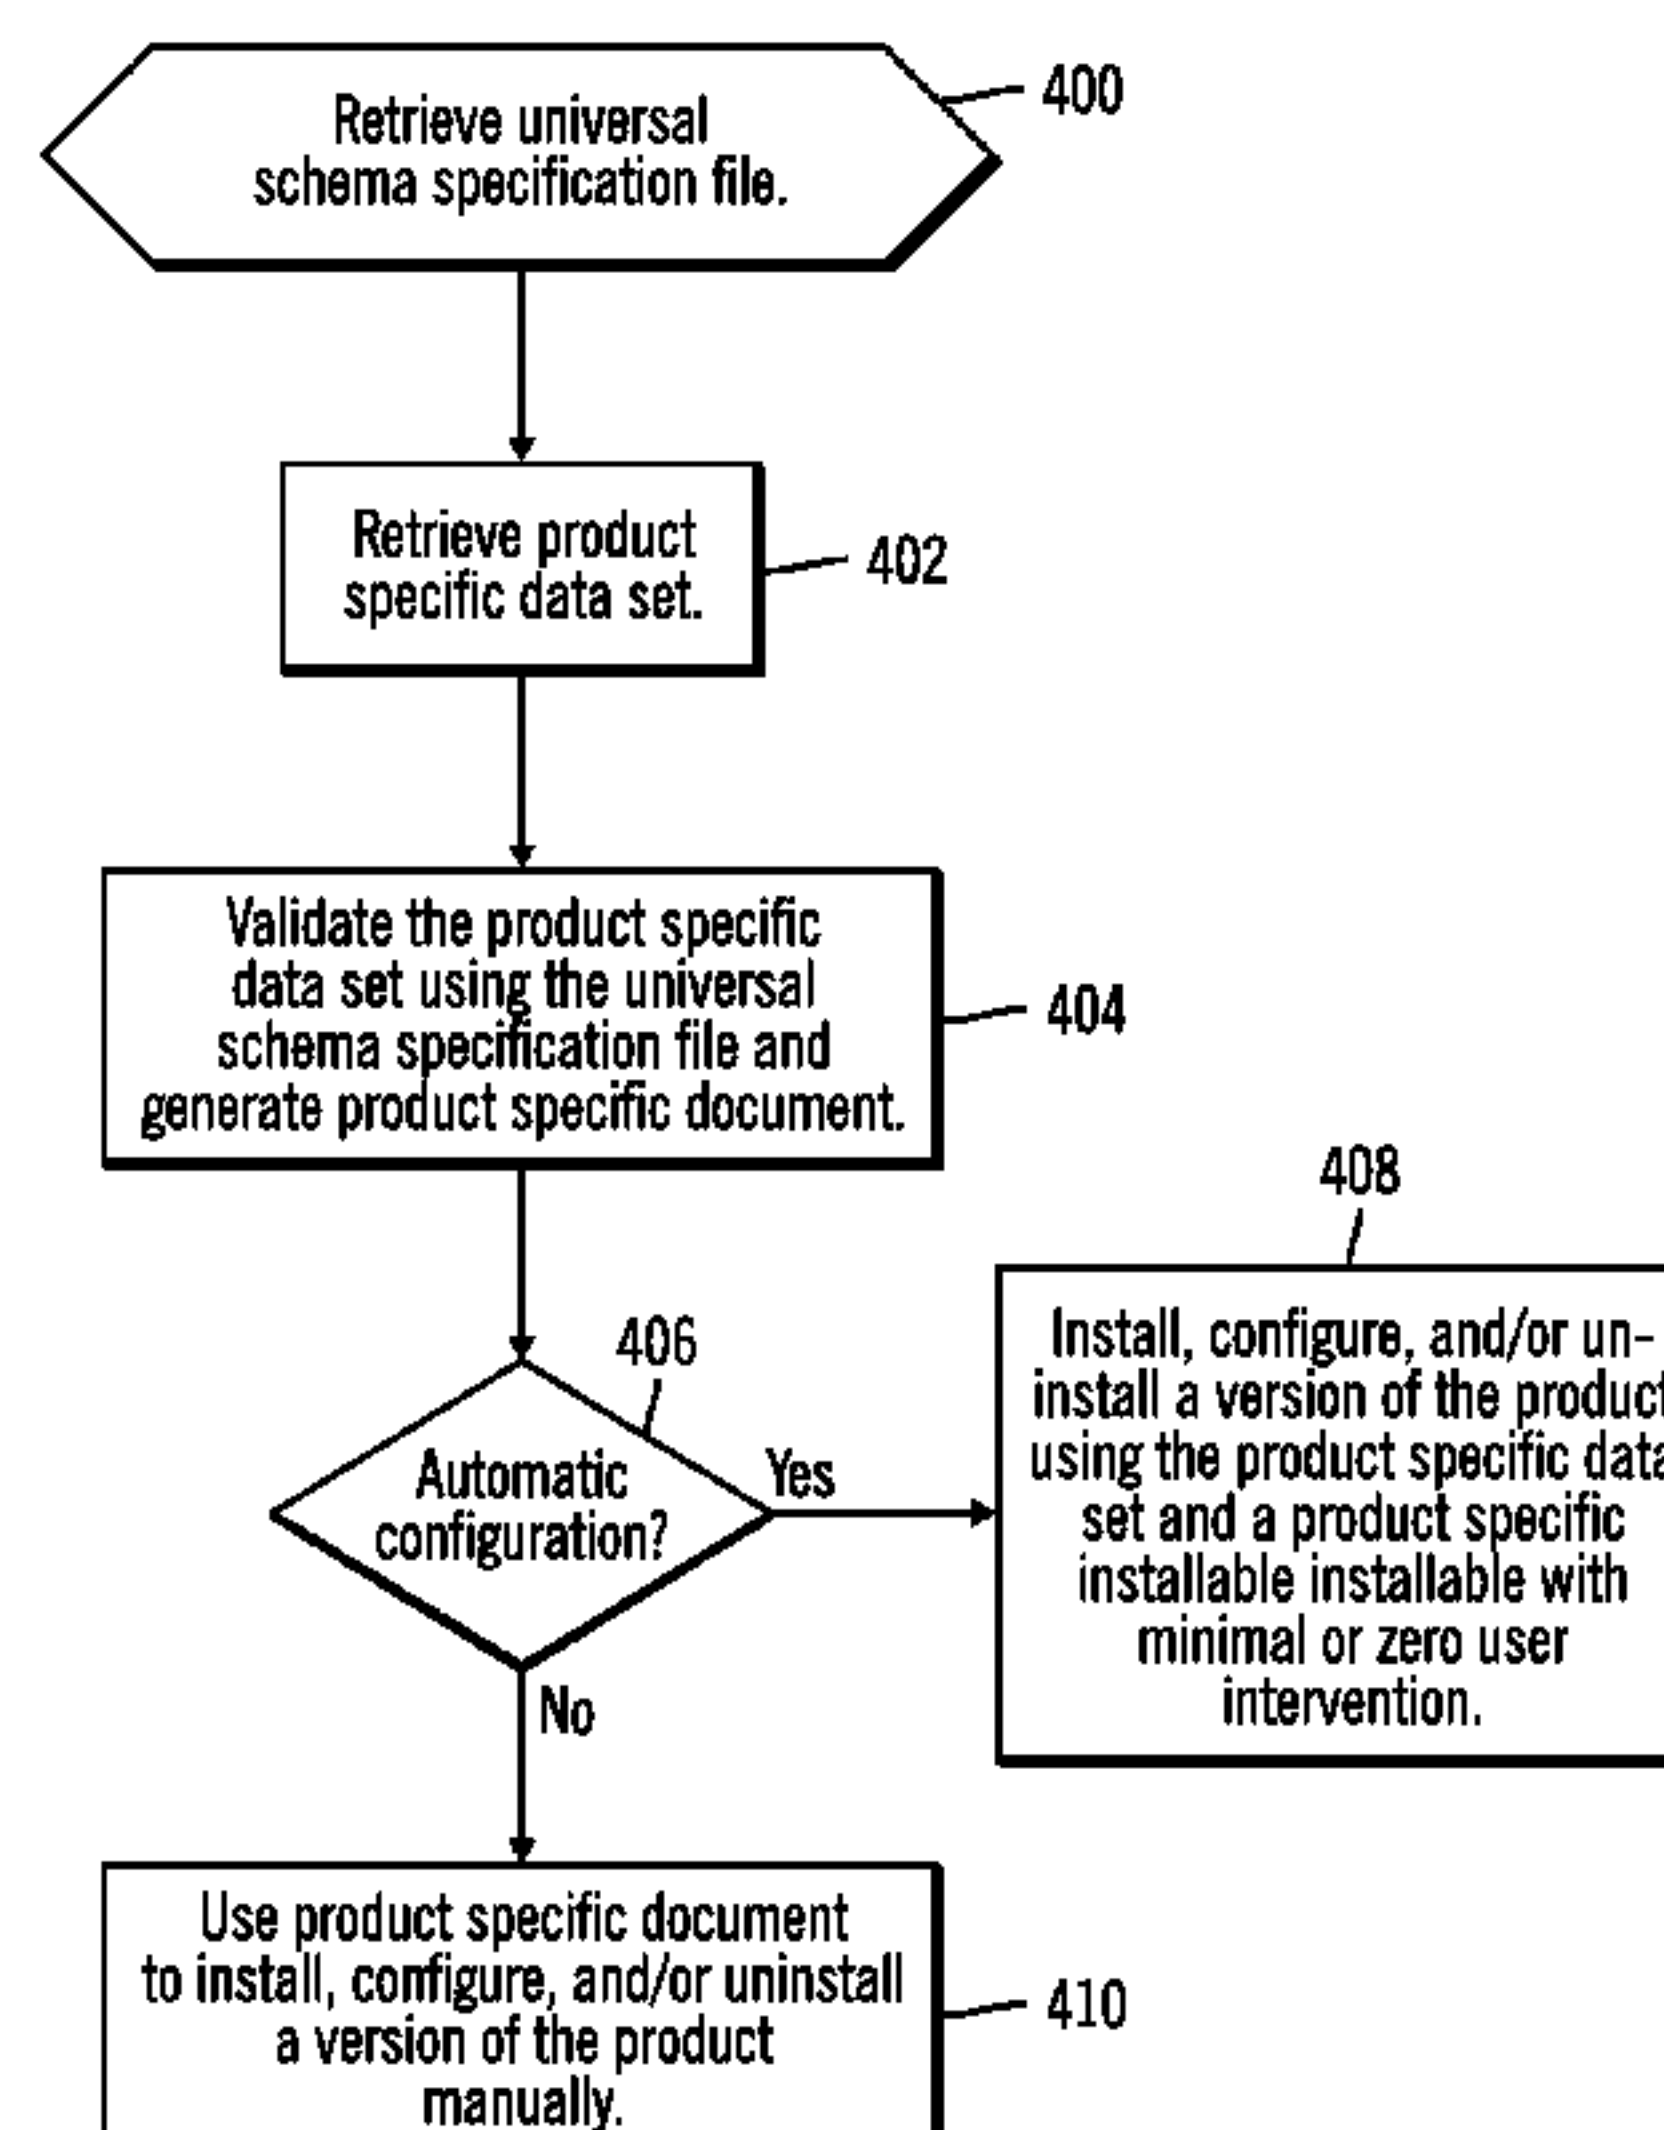 Retrieve universal
schema specification file.
400
Retrieve product
specific data set.
402
Validate the product specific
data set using the universal
schema specification file and
generate product specific document.
404
406
Automatic
configuration?
Yes
No
408
Install, configure, and/or un-
install a version of the product
using the product specific data
set and a product specific
installable installable with
minimal or zero user
intervention.
Use product specific document
to install, configure, and/or uninstall
a version of the product
manually.
410